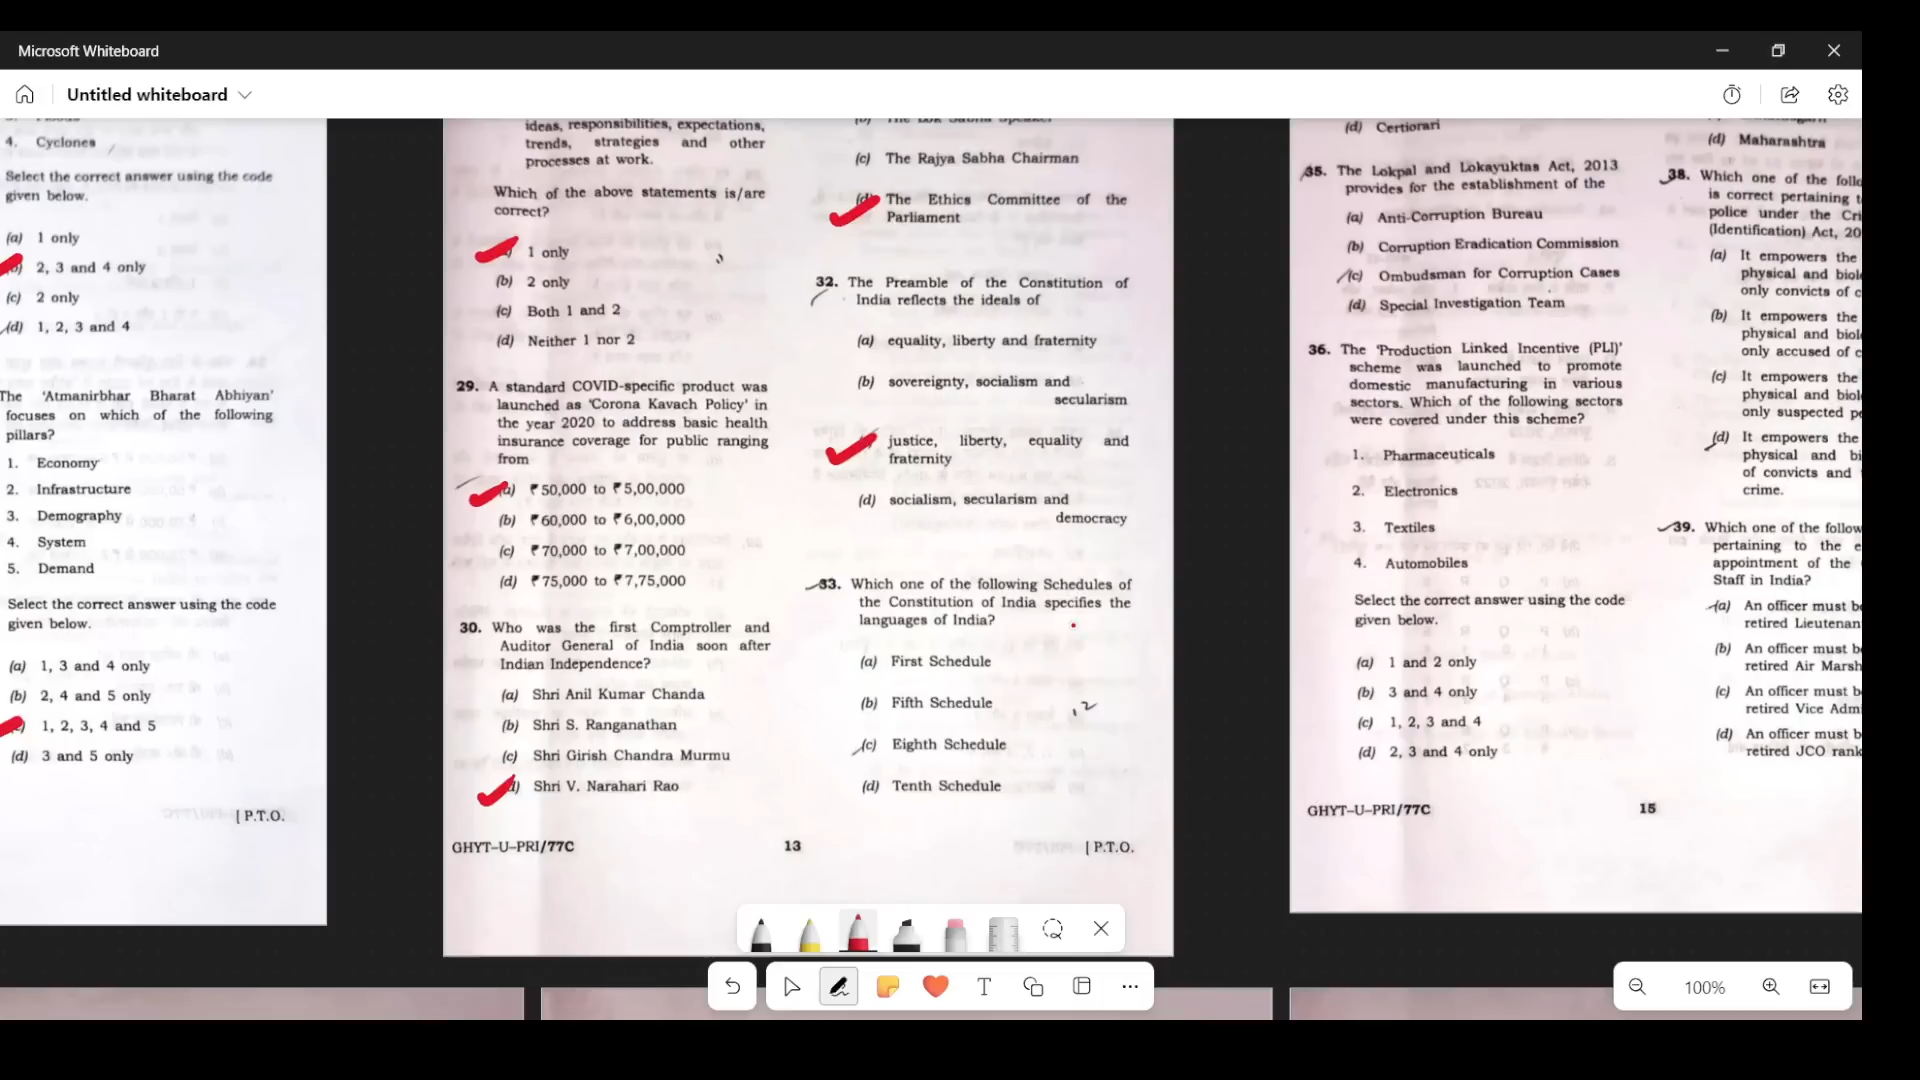 Microsoft Whiteboard
Untitled whiteboard
4. Cyclones
Select the correct answer using the code
given below.
(a) 1 only
2, 3 and 4 only
(c) 2 only
(d) 1, 2, 3 and 4
The 'Atmanirbhar Bharat Abhiyan'
focuses on which of the following
pillars?
1. Economy
2. Infrastructure
3. Demography
4. System
5. Demand
Select the correct answer using the code
given below.
(a) 1, 3 and 4 only
(b) 2, 4 and 5 only
1, 2, 3, 4 and 5
(d) 3 and 5 only
[ P.T.O.
ideas, responsibilities, expectations,
trends, strategies and other
processes at work.
Which of the above statements is/are
correct?
1 only
(b) 2 only
(c) Both 1 and 2
(d) Neither 1 nor 2
29. A standard COVID-specific product was
launched as 'Corona Kavach Policy' in
the year 2020 to address basic health
insurance coverage for public ranging
from
(a) ₹ 50,000 to ₹ 5,00,000
(b) ₹ 60,000 to ₹ 6,00,000
(c) ₹ 70,000 to ₹ 7,00,000
(d) ₹ 75,000 to ₹ 7,75,000
30. Who was the first Comptroller and
Auditor General of India soon after
Indian Independence?
(a) Shri Anil Kumar Chanda
(b) Shri S. Ranganathan
(c) Shri Girish Chandra Murmu
(d) Shri V. Narahari Rao
(b) The Lok Sabha Speaker
(c) The Rajya Sabha Chairman
(d) The Ethics Committee of the
Parliament
32. The Preamble of the Constitution of
India reflects the ideals of
(a) equality, liberty and fraternity
(b) sovereignty, socialism and
secularism
justice, liberty, equality and
fraternity
(d) socialism, secularism and
democracy
33. Which one of the following Schedules of
the Constitution of India specifies the
languages of India?
(a) First Schedule
(b) Fifth Schedule
12
(c) Eighth Schedule
(d) Tenth Schedule
GHYT-U-PRI/77C
13
[ P.T.O.
(d) Certiorari
35. The Lokpal and Lokayuktas Act, 2013
provides for the establishment of the
(a) Anti-Corruption Bureau
(b) Corruption Eradication Commission
(c) Ombudsman for Corruption Cases
(d) Special Investigation Team
36. The 'Production Linked Incentive (PLI)'
scheme was launched to promote
domestic manufacturing in various
sectors. Which of the following sectors
were covered under this scheme?
1. Pharmaceuticals
2. Electronics
3. Textiles
4. Automobiles
Select the correct answer using the code
given below.
(a) 1 and 2 only
(b) 3 and 4 only
(c) 1, 2, 3 and 4
(d) 2, 3 and 4 only
GHYT-U-PRI/77C
15
(d) Maharashtra
38. Which one of the follo
is correct pertaining t
police under the Cri
(Identification) Act, 20
(a) It empowers the
physical and biol
only convicts of c
(b) It empowers the
physical and biol
only accused of c
(c) It empowers the
physical and biol
only suspected pe
(d) It empowers the
physical and bi
of convicts and
crime.
39. Which one of the follow
pertaining to the e
appointment of the
Staff in India?
(a) An officer must b
retired Lieutenan
(b) An officer must b
retired Air Marsh
(c) An officer must b
retired Vice Adm
(d) An officer must b
retired JCO rank
100%